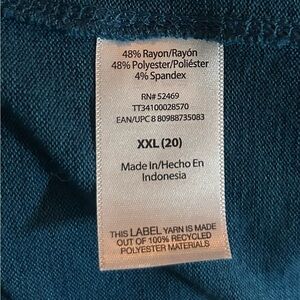 48% Rayon/Rayón
48% Polyester/Poliéster
4% Spandex
RN# 52469
TT34100028570
EAN/UPC 8 80988735083
XXL (20)
Made In/Hecho En
Indonesia
THIS LABEL YARN IS MADE
OUT OF 100% RECYCLED
POLYESTER MATERIALS